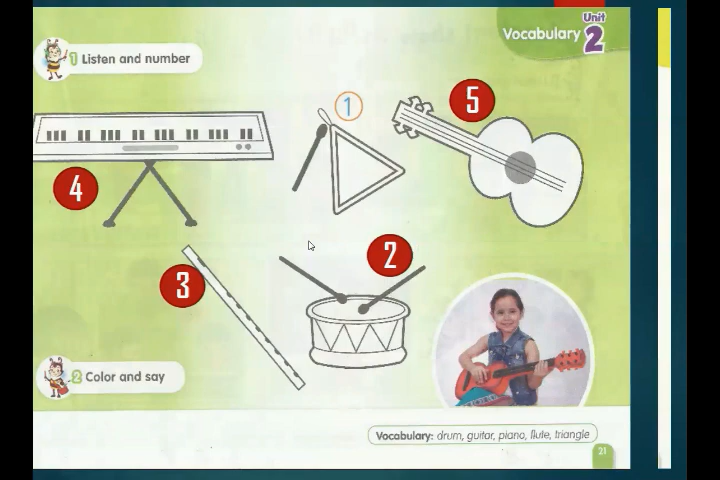 Unit
Vocabulary 2
1 Listen and number
1
5
4
2
3
2 Color and say
Vocabulary: drum, guitar, piano, flute, triangle
21